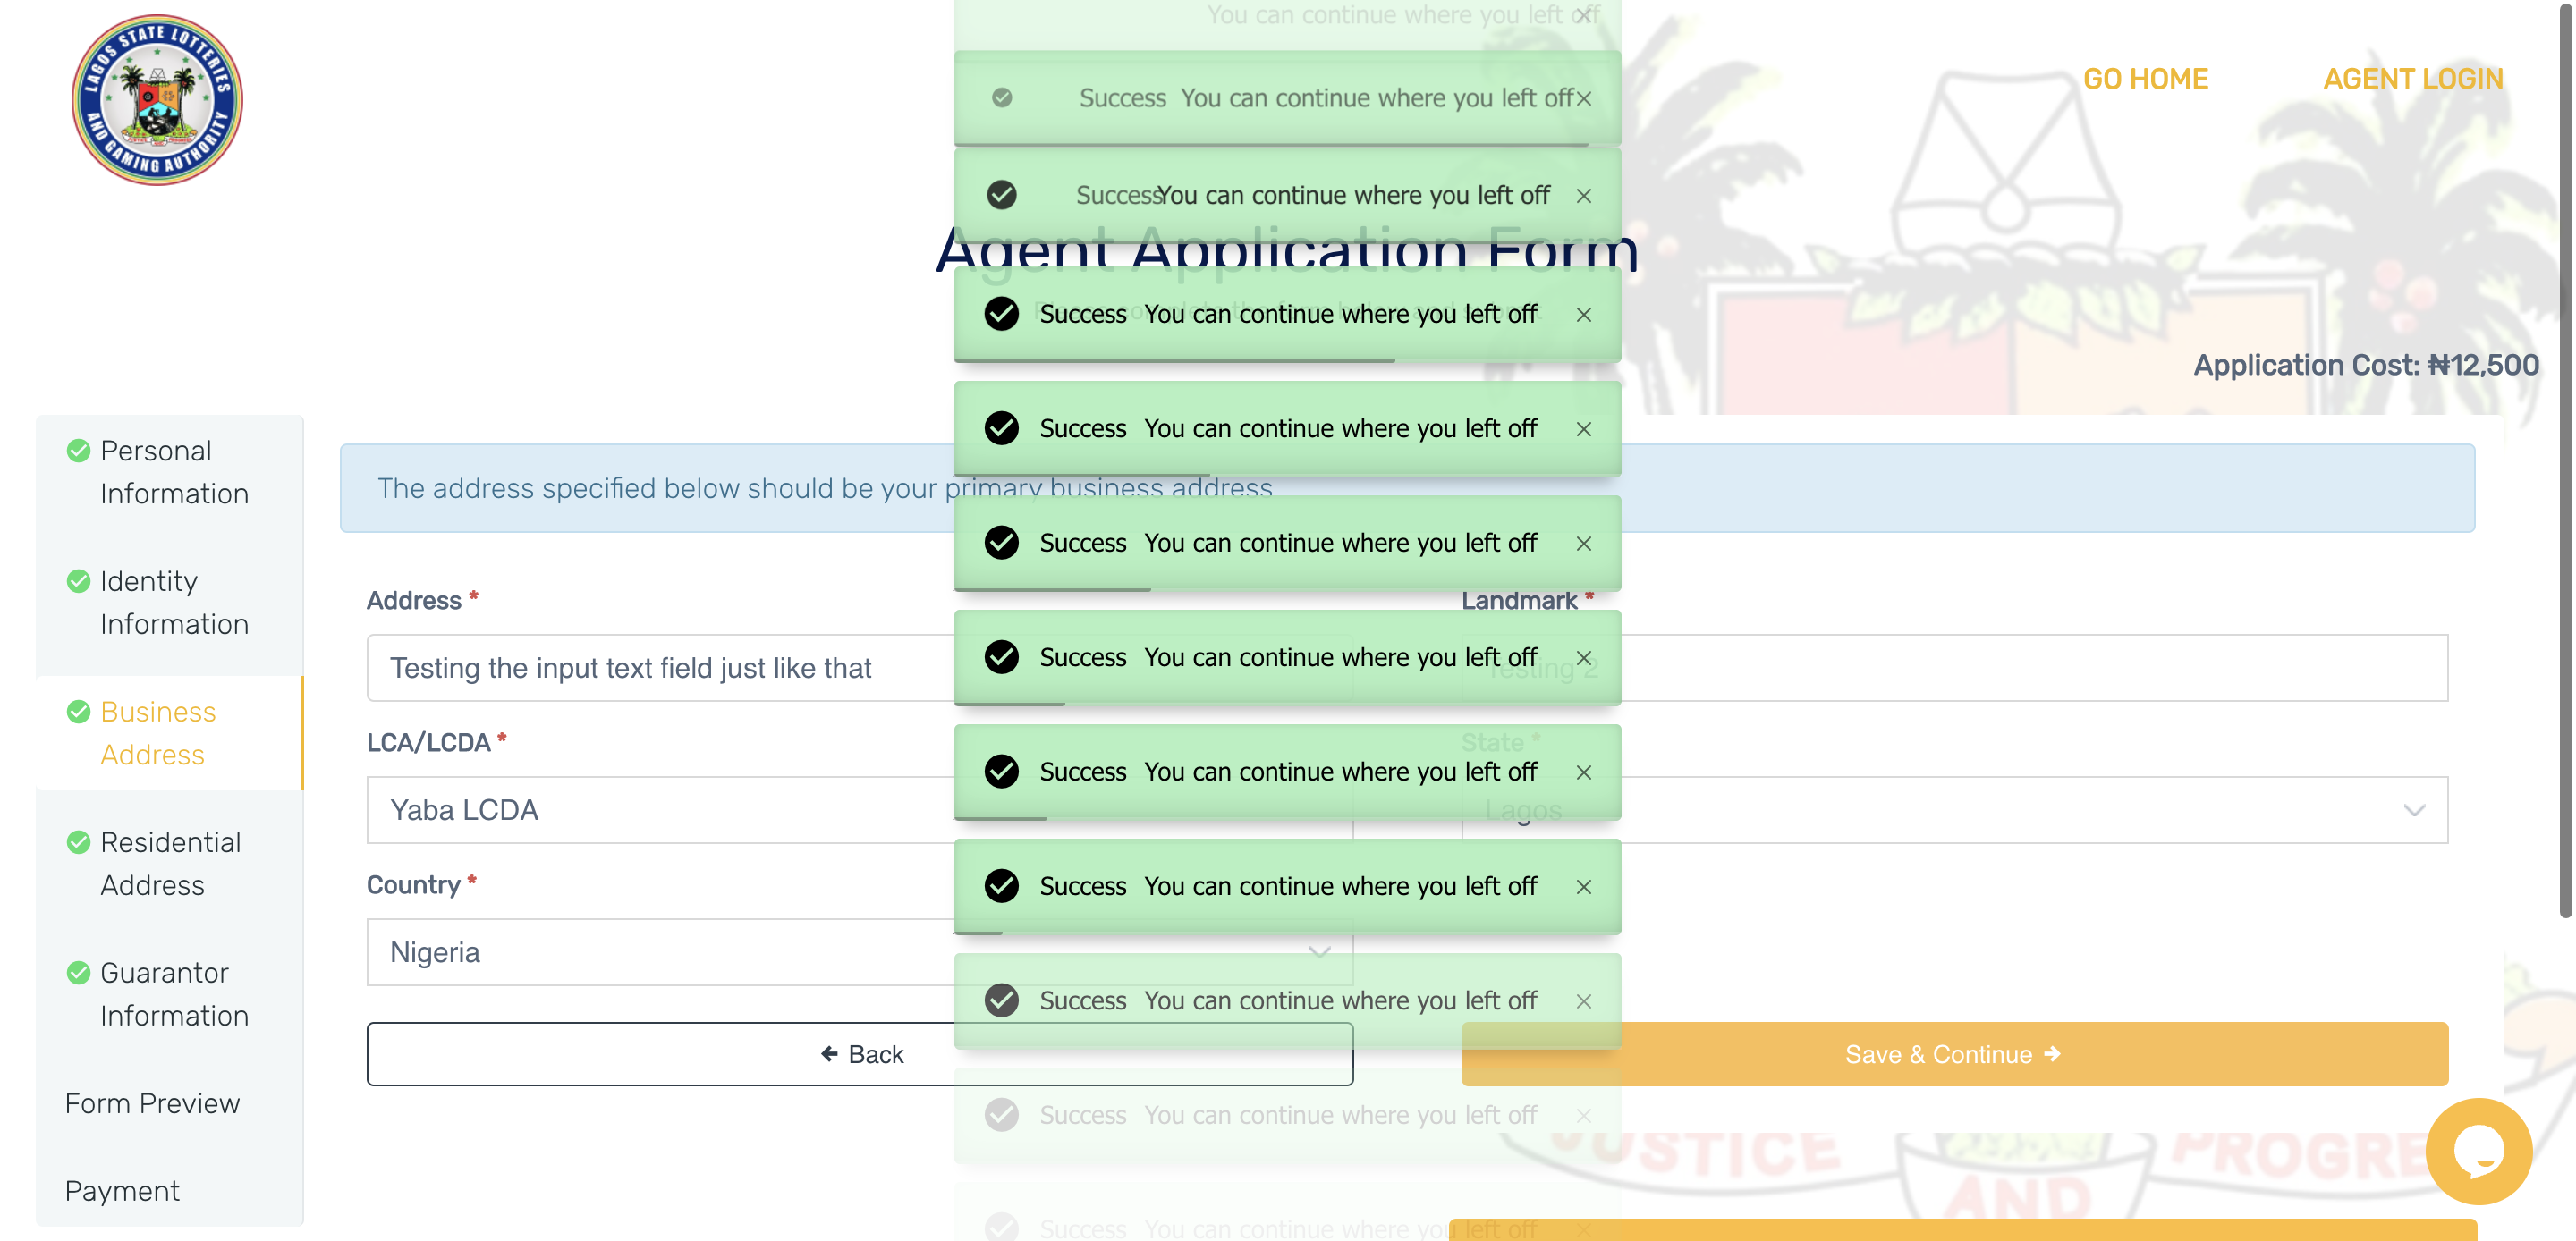 LAGOS STATE LOTTERIES
AND GAMING AUTHORITY
GO HOME
AGENT LOGIN
You can continue where you left off
Success You can continue where you left off
Success You can continue where you left off
Agent Application Form
Please complete the form below and submit
Success You can continue where you left off
Application Cost: ₦12,500
Success You can continue where you left off
Personal
Information
The address specified below should be your primary business address
Success You can continue where you left off
Identity
Information
Address *
Landmark *
Testing the input text field just like that
Success You can continue where you left off
Testing 2
Business
Address
LCA/LCDA *
State *
Success You can continue where you left off
Yaba LCDA
Lagos
Residential
Address
Country *
Success You can continue where you left off
Nigeria
Guarantor
Information
Success You can continue where you left off
Back
Save & Continue
Form Preview
Success You can continue where you left off
JUSTICE
PROGRE
Payment
AND
Success You can continue where you left off